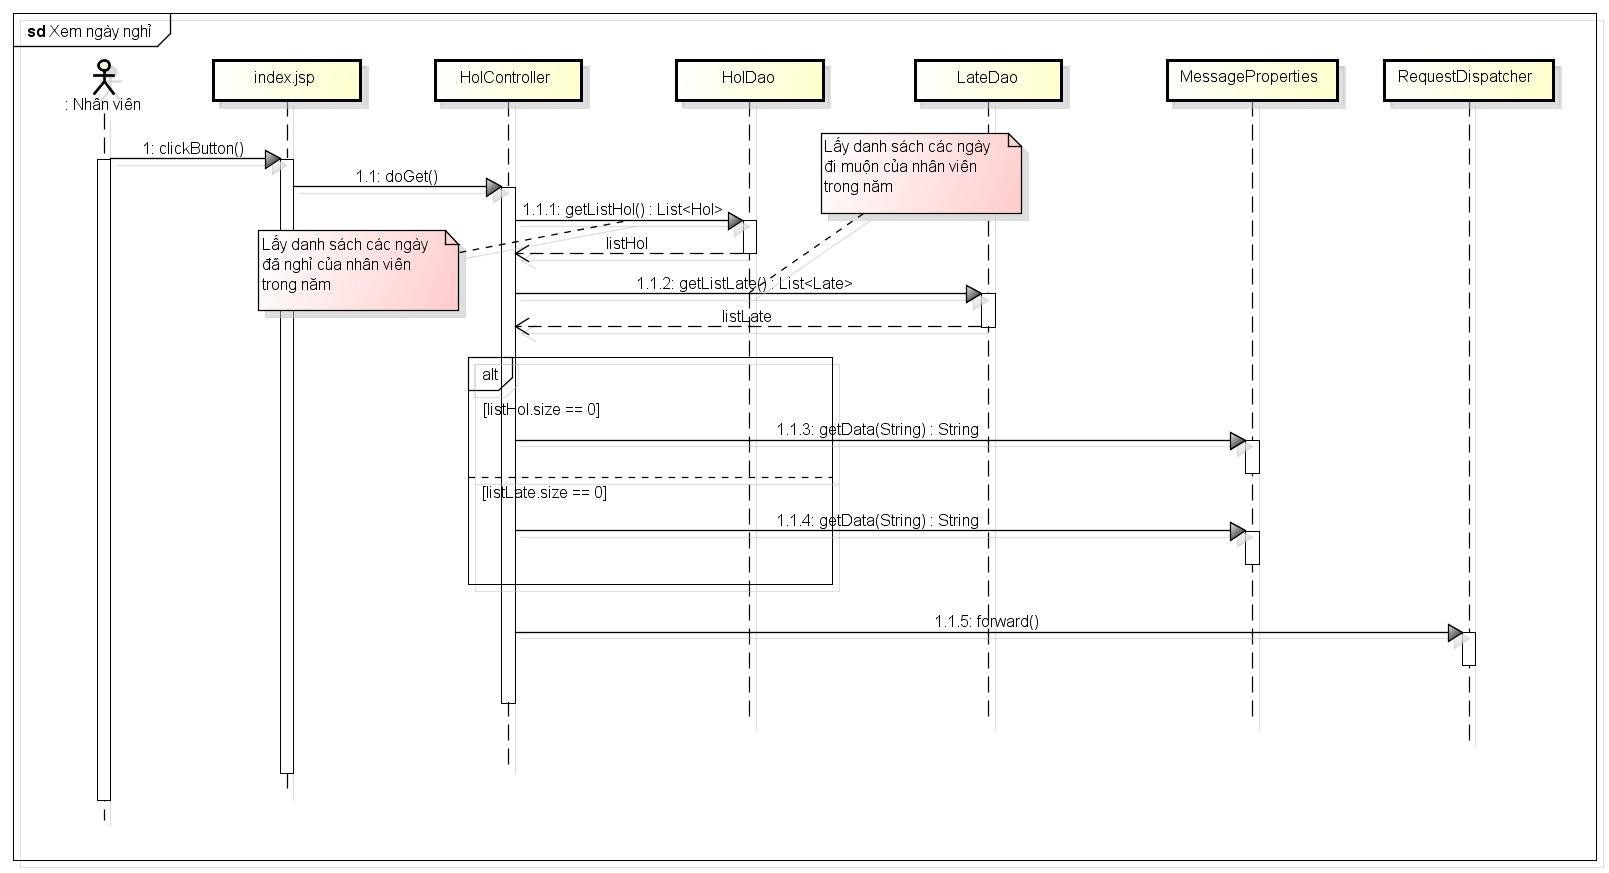 sd Xem ngày nghỉ
: Nhân viên
index.jsp
HolController
HolDao
LateDao
MessageProperties
RequestDispatcher
1: clickButton()
Lấy danh sách các ngày
đi muộn của nhân viên
trong năm
1.1: doGet()
1.1.1: getListHol() : List<Hol>
Lấy danh sách các ngày
đã nghỉ của nhân viên
trong năm
listHol
1.1.2: getListLate() : List<Late>
listLate
alt
[listHol.size == 0]
1.1.3: getData(String) : String
[listLate.size == 0]
1.1.4: getData(String) : String
1.1.5: forward()